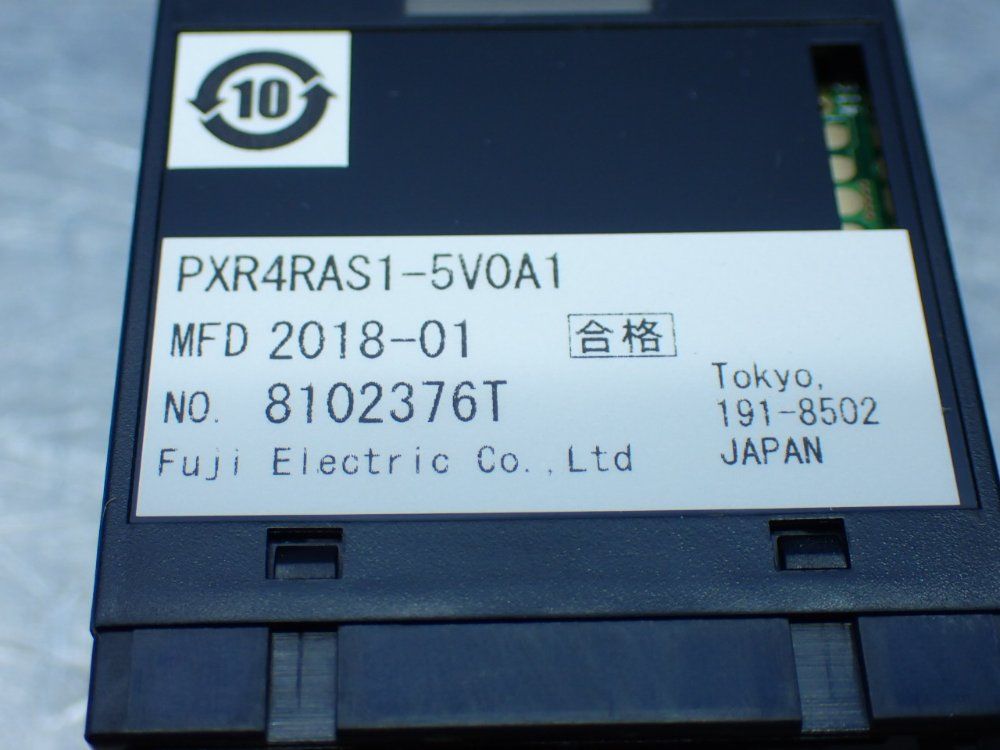 10
PXR4RAS1-5V0A1
MFD 2018-01 合格
NO. 8102376T
Tokyo,
191-8502
JAPAN
Fuji Electric Co.,Ltd